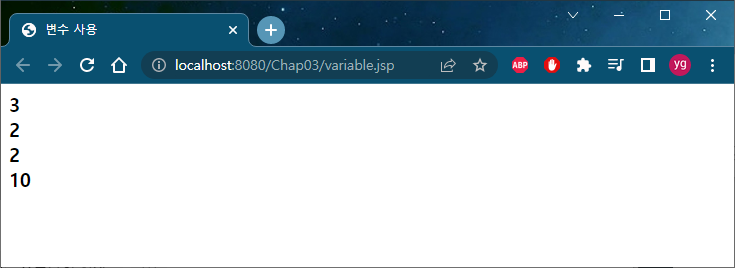 변수 사용
localhost:8080/Chap03/variable.jsp
ABP
yg
3
2
2
10